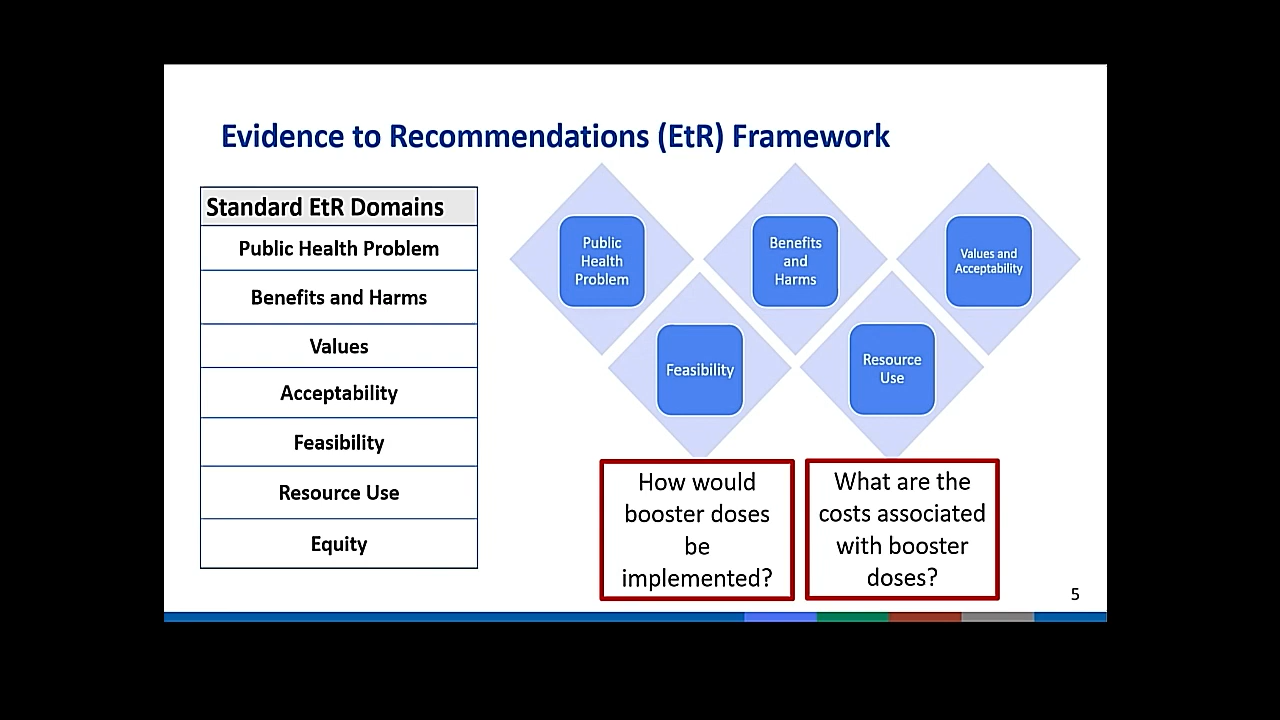 Evidence to Recommendations (EtR) Framework
Standard EtR Domains
Public Health Problem
Benefits and Harms
Values
Acceptability
Feasibility
Resource Use
Equity
Public
Health
Problem
Benefits
and
Harms
Values and
Acceptability
Feasibility
Resource
Use
How would
booster doses
be
implemented?
What are the
costs associated
with booster
doses?
5